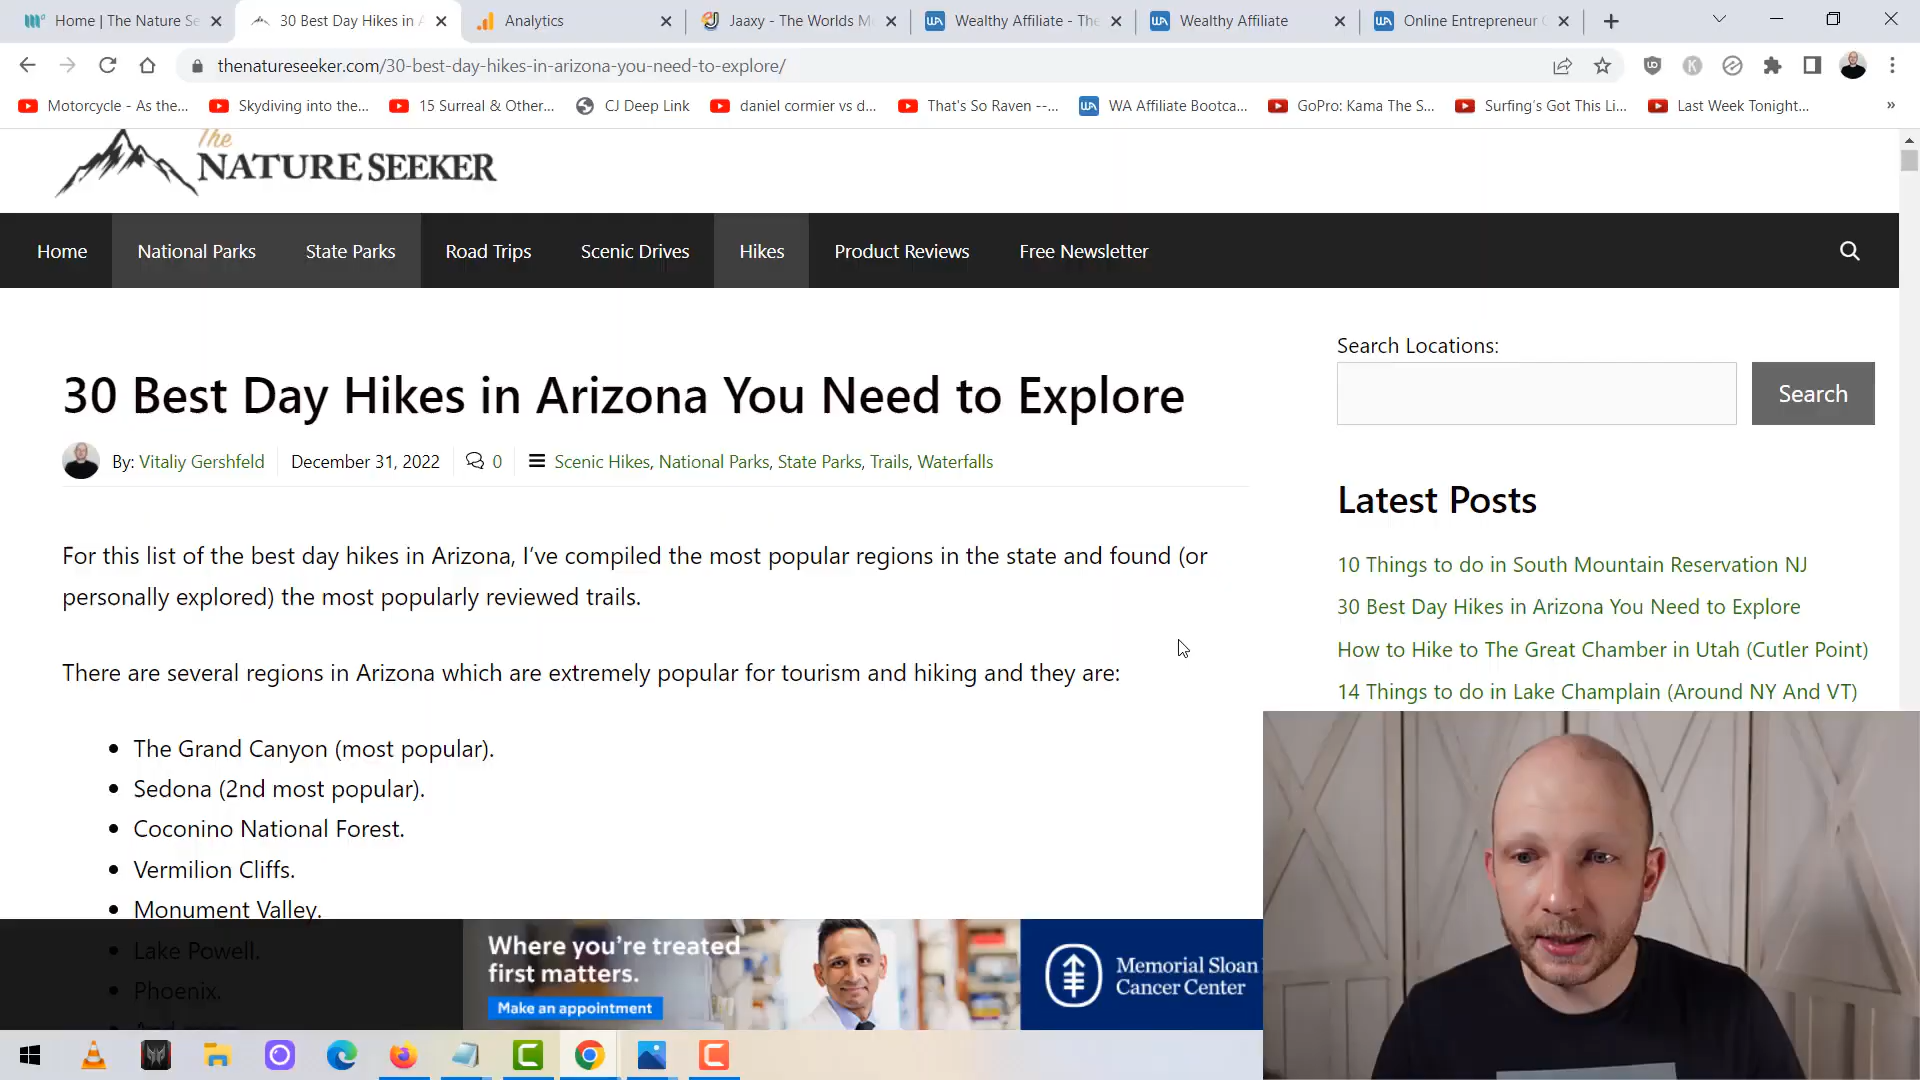 Home | The Nature Se
30 Best Day Hikes in A
Analytics
Jaaxy - The Worlds M
Wealthy Affiliate - The
Wealthy Affiliate
Online Entrepreneur C
thenatureseeker.com/30-best-day-hikes-in-arizona-you-need-to-explore/
Motorcycle - As the...
Skydiving into the...
15 Surreal & Other...
CJ Deep Link
daniel cormier vs d...
That's So Raven --...
WA Affiliate Bootca...
GoPro: Kama The S...
Surfing's Got This Li...
Last Week Tonight...
The
NATURE SEEKER
Home
National Parks
State Parks
Road Trips
Scenic Drives
Hikes
Product Reviews
Free Newsletter
30 Best Day Hikes in Arizona You Need to Explore
By: Vitaliy Gershfeld
December 31, 2022
0
Scenic Hikes, National Parks, State Parks, Trails, Waterfalls
For this list of the best day hikes in Arizona, I've compiled the most popular regions in the state and found (or
personally explored) the most popularly reviewed trails.
There are several regions in Arizona which are extremely popular for tourism and hiking and they are:
• The Grand Canyon (most popular).
• Sedona (2nd most popular).
• Coconino National Forest.
• Vermilion Cliffs.
• Monument Valley.
• Lake Powell.
• Phoenix.
Search Locations:
Search
Latest Posts
10 Things to do in South Mountain Reservation NJ
30 Best Day Hikes in Arizona You Need to Explore
How to Hike to The Great Chamber in Utah (Cutler Point)
14 Things to do in Lake Champlain (Around NY And VT)
Where you're treated
first matters.
Make an appointment
Memorial Sloan
Cancer Center